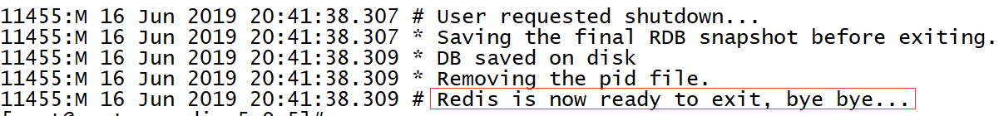 11455:M 16 Jun 2019 20:41:38.307 # User requested shutdown...
11455:M 16 Jun 2019 20:41:38.307 * Saving the final RDB snapshot before exiting.
11455:M 16 Jun 2019 20:41:38.309 * DB saved on disk
11455:M 16 Jun 2019 20:41:38.309 * Removing the pid file.
11455:M 16 Jun 2019 20:41:38.309 # Redis is now ready to exit, bye bye...